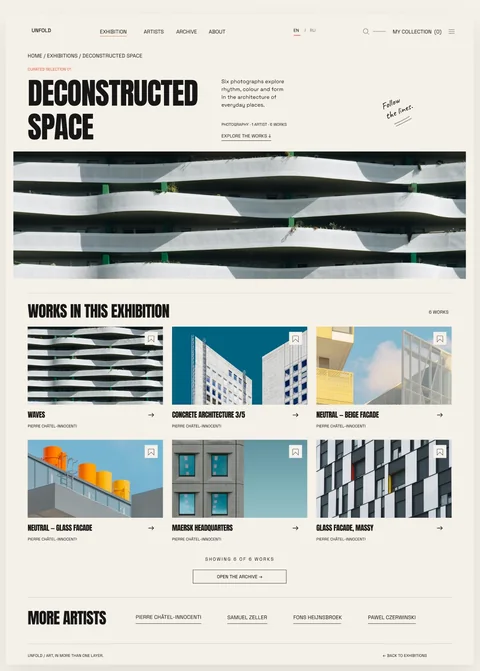 UNFOLD
EXHIBITION ARTISTS ARCHIVE ABOUT
EN | RU
MY COLLECTION [0]
HOME / EXHIBITIONS / DECONSTRUCTED SPACE
CURATED SELECTION 01
DECONSTRUCTED
SPACE
Six photographs explore
rhythm, colour and form
in the architecture of
everyday places.
PHOTOGRAPHY · 1 ARTIST · 6 WORKS
EXPLORE THE WORKS ↓
Follow
the lines.
WORKS IN THIS EXHIBITION
6 WORKS
WAVES →
PIERRE CHÂTEL-INNOCENTI
CONCRETE ARCHITECTURE 3/5 →
PIERRE CHÂTEL-INNOCENTI
NEUTRAL – BEIGE FACADE →
PIERRE CHÂTEL-INNOCENTI
NEUTRAL – GLASS FACADE →
PIERRE CHÂTEL-INNOCENTI
MAERSK HEADQUARTERS →
PIERRE CHÂTEL-INNOCENTI
GLASS FACADE, MASSY →
PIERRE CHÂTEL-INNOCENTI
SHOWING 6 OF 6 WORKS
OPEN THE ARCHIVE →
MORE ARTISTS
PIERRE CHÂTEL-INNOCENTI SAMUEL ZELLER FONS HEIJNSBROEK PAWEL CZERWINSKI
UNFOLD / ART, IN MORE THAN ONE LAYER.
← BACK TO EXHIBITIONS